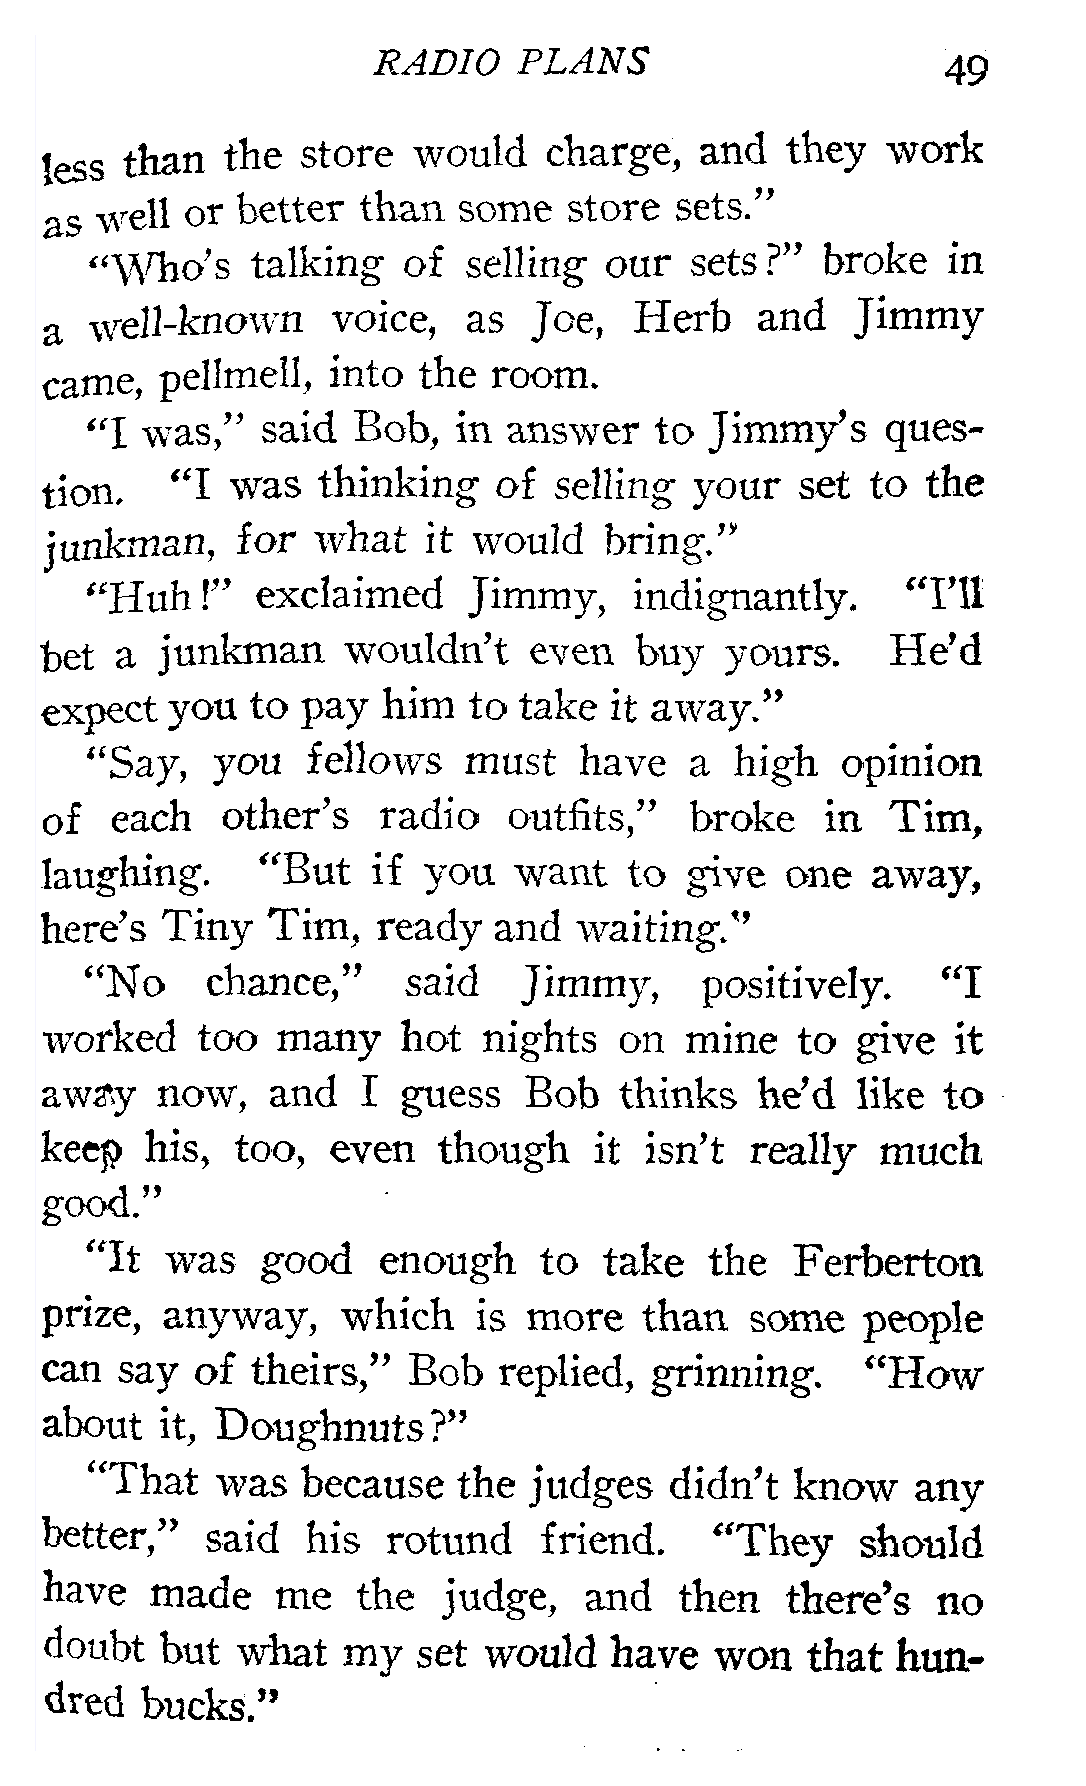 RADIO PLANS 49
less than the store would charge, and they work
as well or better than some store sets."
"Who's talking of selling our sets?" broke in
a well-known voice, as Joe, Herb and Jimmy
came, pellmell, into the room.
"I was," said Bob, in answer to Jimmy's ques-
tion. "I was thinking of selling your set to the
junkman, for what it would bring."
"Huh!" exclaimed Jimmy, indignantly. "I'll
bet a junkman wouldn't even buy yours. He'd
expect you to pay him to take it away."
"Say, you fellows must have a high opinion
of each other's radio outfits," broke in Tim,
laughing. "But if you want to give one away,
here's Tiny Tim, ready and waiting."
"No chance," said Jimmy, positively. "I
worked too many hot nights on mine to give it
away now, and I guess Bob thinks he'd like to
keep his, too, even though it isn't really much
good."
"It was good enough to take the Ferberton
prize, anyway, which is more than some people
can say of theirs," Bob replied, grinning. "How
about it, Doughnuts?"
"That was because the judges didn't know any
better," said his rotund friend. "They should
have made me the judge, and then there's no
doubt but what my set would have won that hun-
dred bucks."